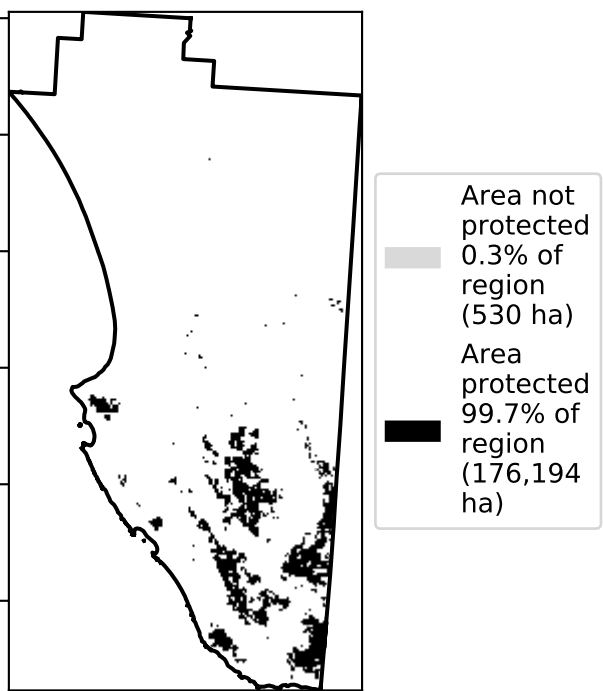 Area not
protected
0.3% of
region
(530 ha)
Area
protected
99.7% of
region
(176,194
ha)